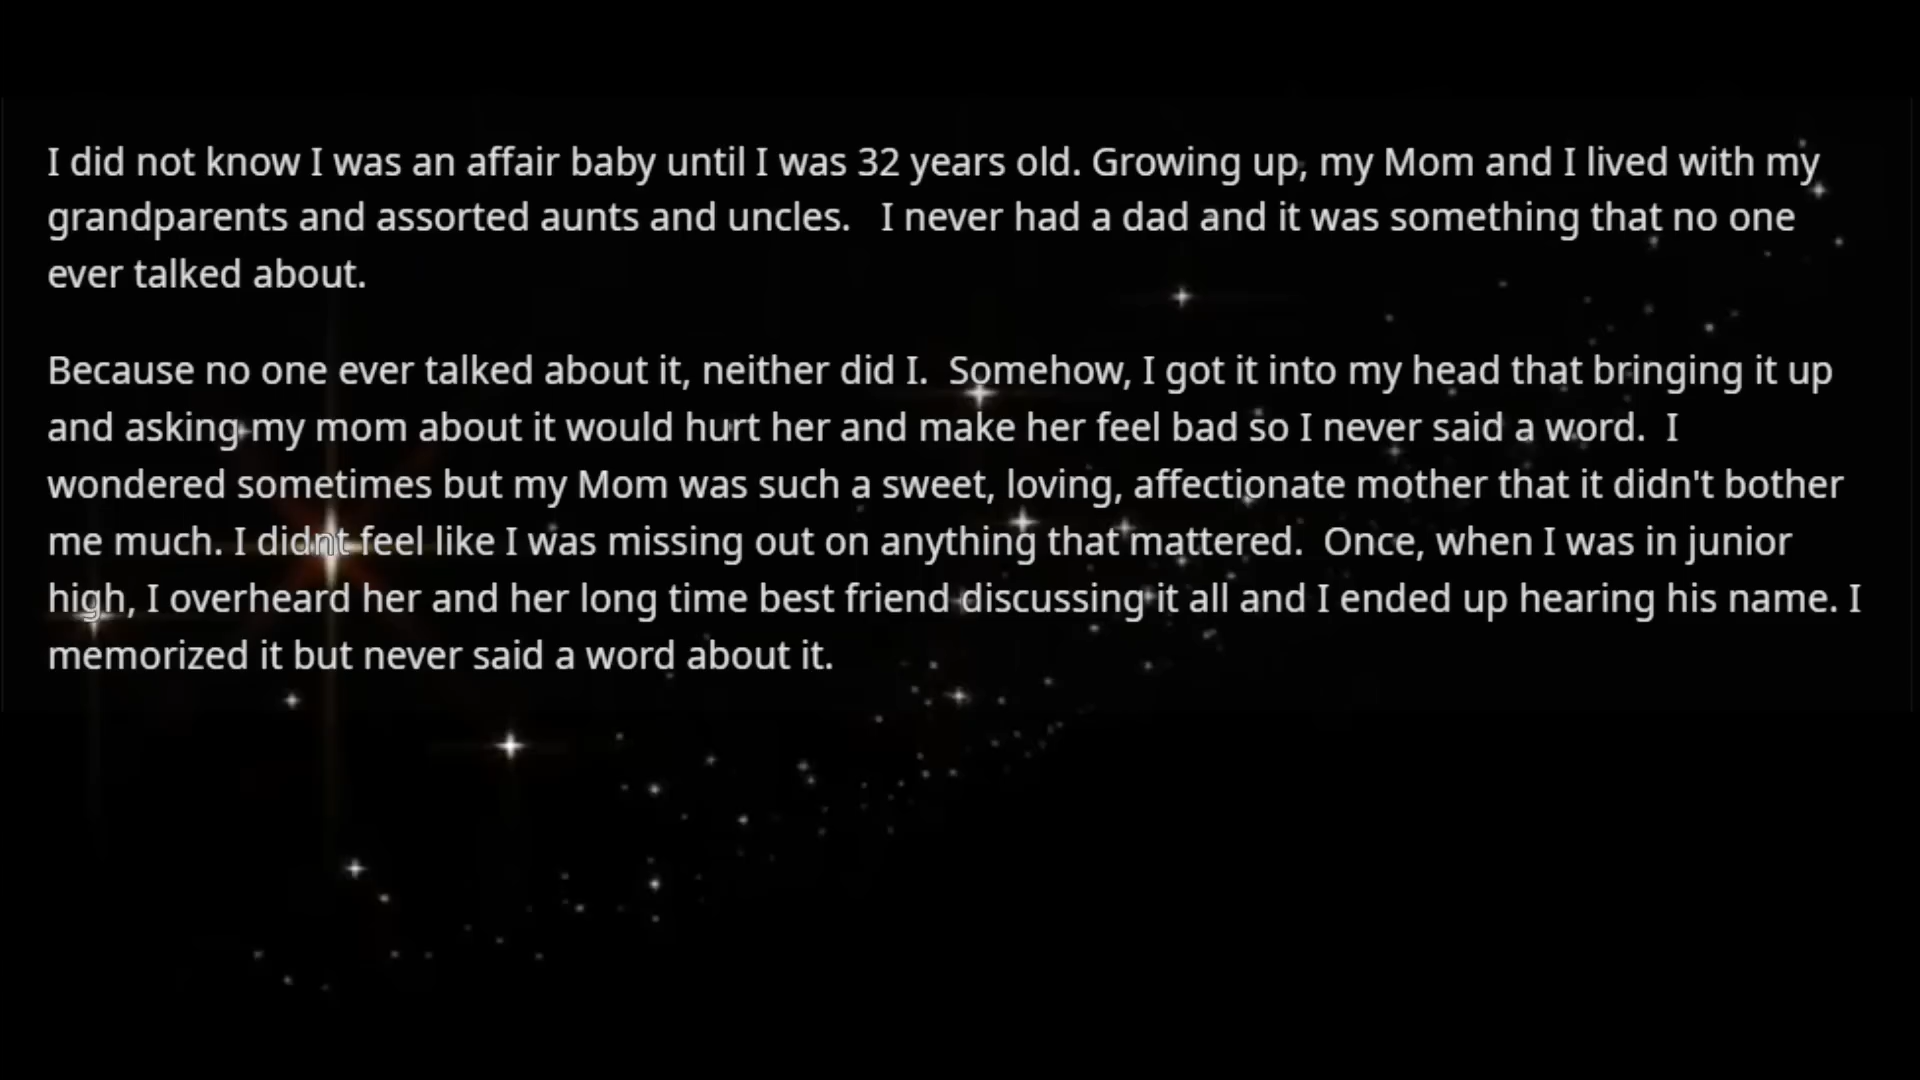 I did not know I was an affair baby until I was 32 years old. Growing up, my Mom and I lived with my
grandparents and assorted aunts and uncles.   I never had a dad and it was something that no one
ever talked about.
Because no one ever talked about it, neither did I.  Somehow, I got it into my head that bringing it up
and asking my mom about it would hurt her and make her feel bad so I never said a word.  I
wondered sometimes but my Mom was such a sweet, loving, affectionate mother that it didn't bother
me much. I didnt feel like I was missing out on anything that mattered.  Once, when I was in junior
high, I overheard her and her long time best friend discussing it all and I ended up hearing his name. I
memorized it but never said a word about it.